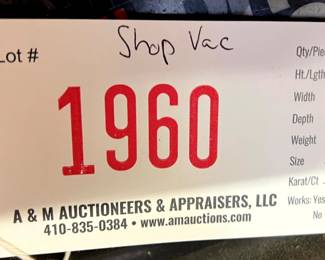 Shop Vac
Lot #
1960
Qty/Pie
Ht./Lgth
Width
Depth
Weight
Size
Karat/Ct
Works: Yes
No
A & M AUCTIONEERS & APPRAISERS, LLC
410-835-0384 • www.amauctions.com